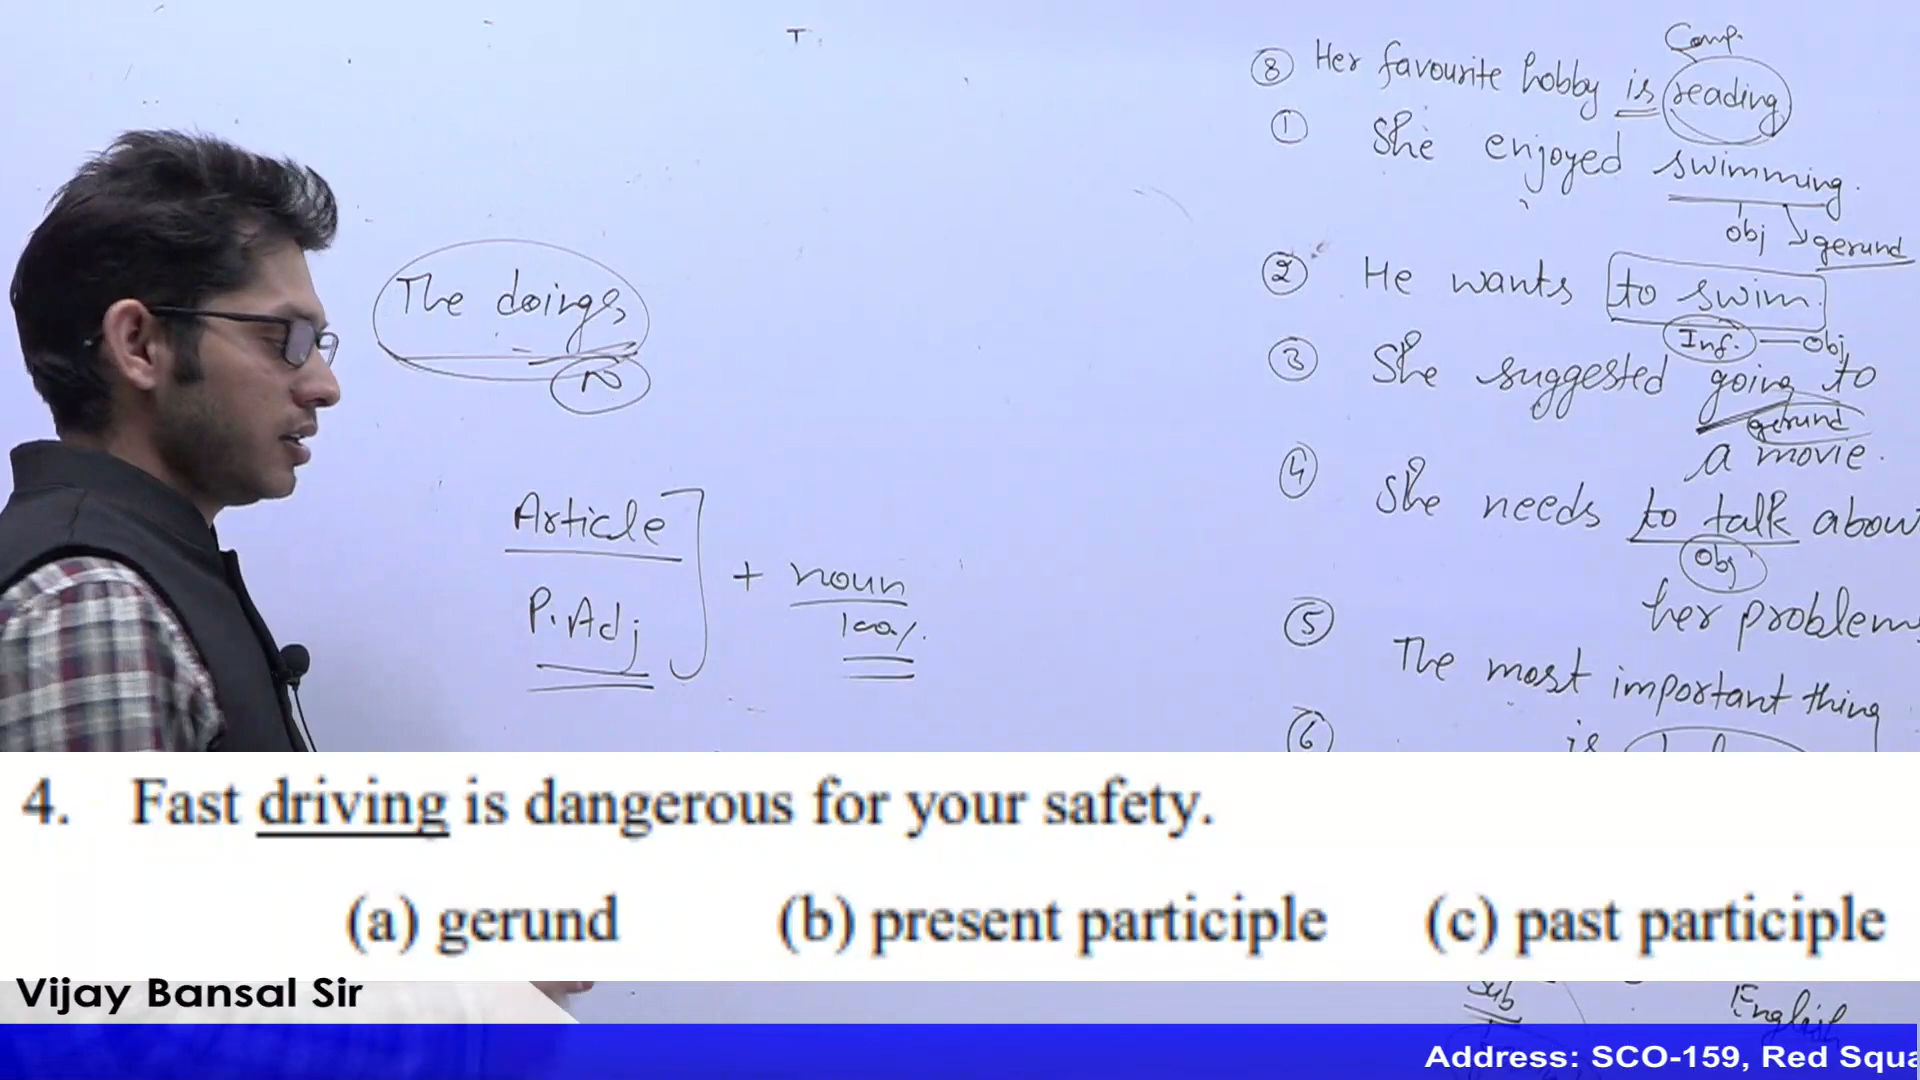 Comp.
⑧ Her favourite hobby is reading
① She enjoyed swimming.
obj gerund
② He wants to swim.
Inf. obj
③ She suggested going to
gerund
a movie.
④ She needs to talk about
obj
her problems
⑤ The most important thing
⑥ is
The doings
N
Article
P. Adj
+ noun
100%.
4. Fast driving is dangerous for your safety.
(a) gerund (b) present participle (c) past participle
Vijay Bansal Sir
Sub
English
Address: SCO-159, Red Squa